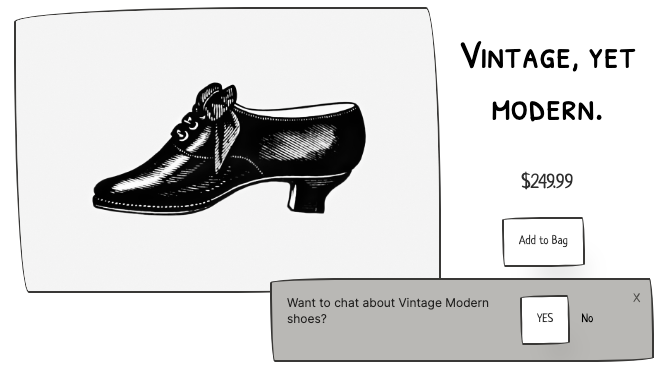 Vintage, yet
modern.
$249.99
Add to Bag
Want to chat about Vintage Modern
shoes?
YES
No
X